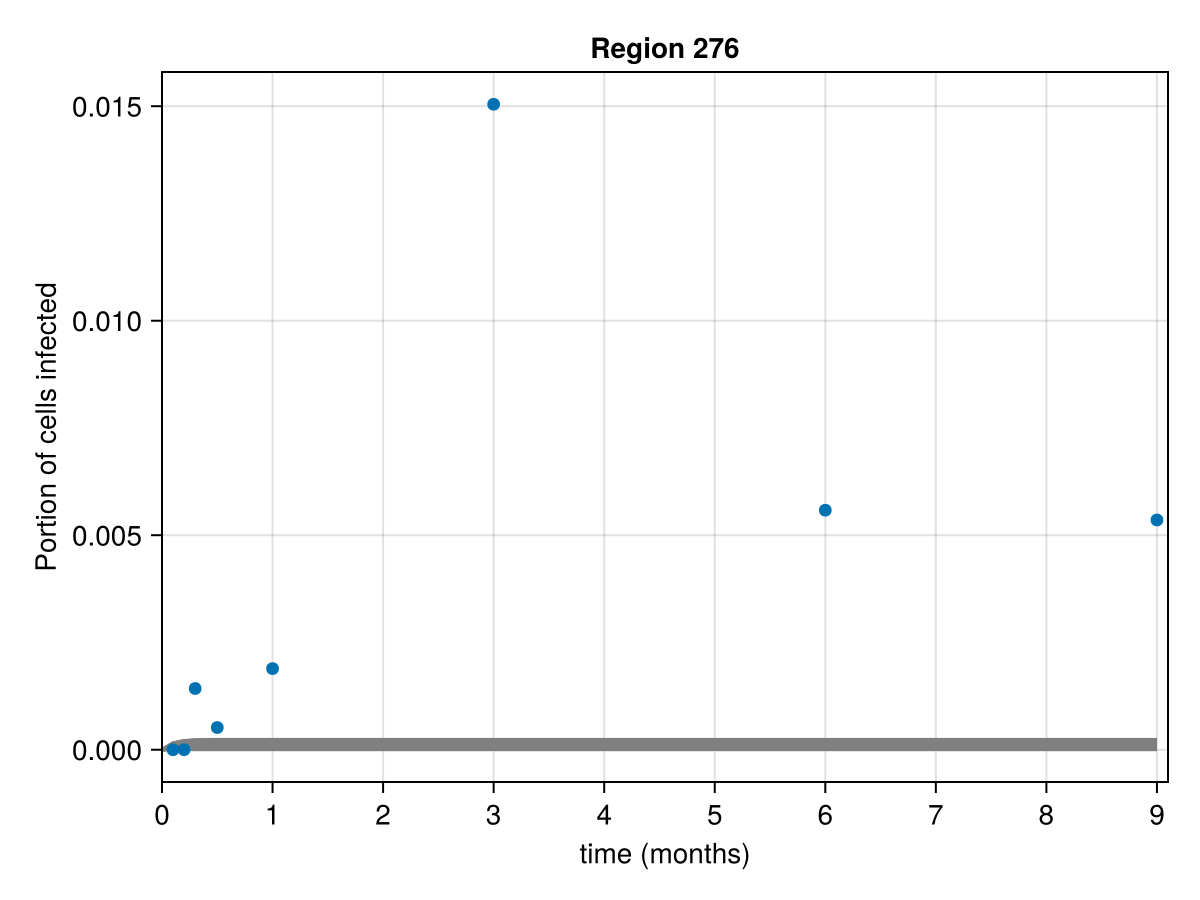 Region 276
Portion of cells infected
0.015
0.010
0.005
0.000
0 1 2 3 4 5 6 7 8 9
time (months)